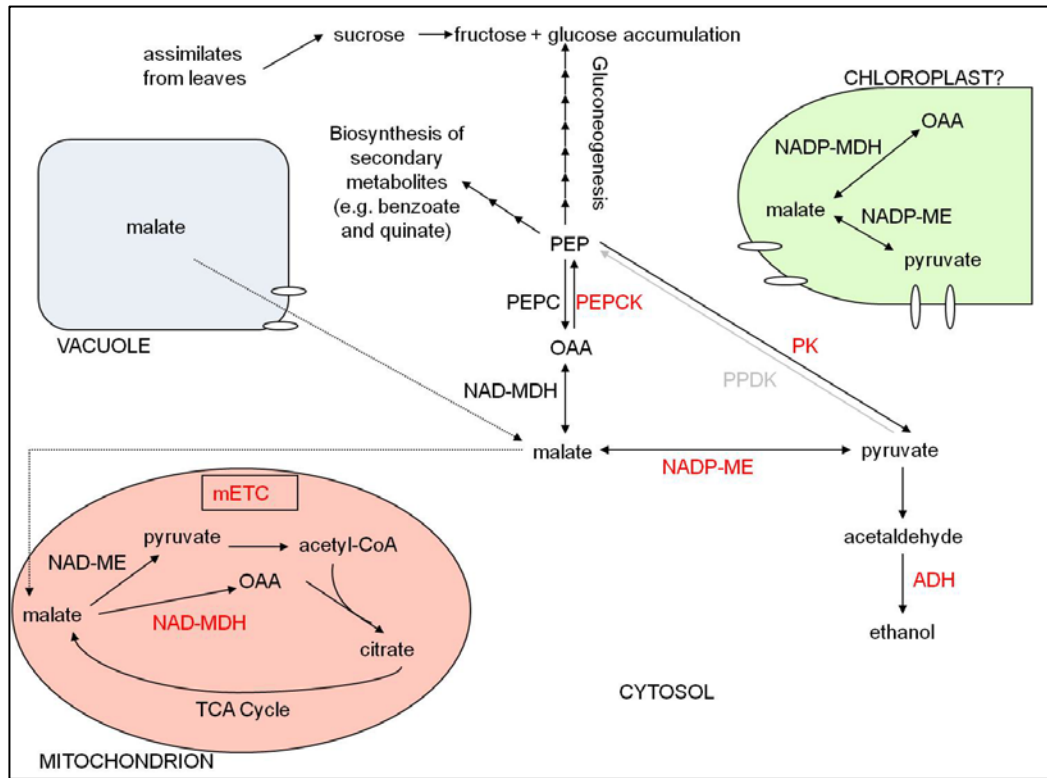 assimilates
from leaves
sucrose
fructose + glucose accumulation
Gluconeogenesis
Biosynthesis of
secondary
metabolites
(e.g. benzoate
and quinate)
malate
VACUOLE
CHLOROPLAST?
OAA
NADP-MDH
malate
NADP-ME
pyruvate
PEP
PEPC
PEPCK
OAA
NAD-MDH
malate
PK
PPDK
NADP-ME
pyruvate
acetaldehyde
ADH
ethanol
mETC
pyruvate
acetyl-CoA
NAD-ME
OAA
malate
NAD-MDH
citrate
TCA Cycle
MITOCHONDRION
CYTOSOL